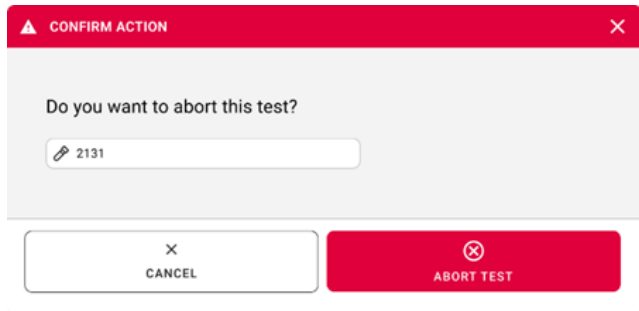 CONFIRM ACTION
Do you want to abort this test?
2131
CANCEL
ABORT TEST